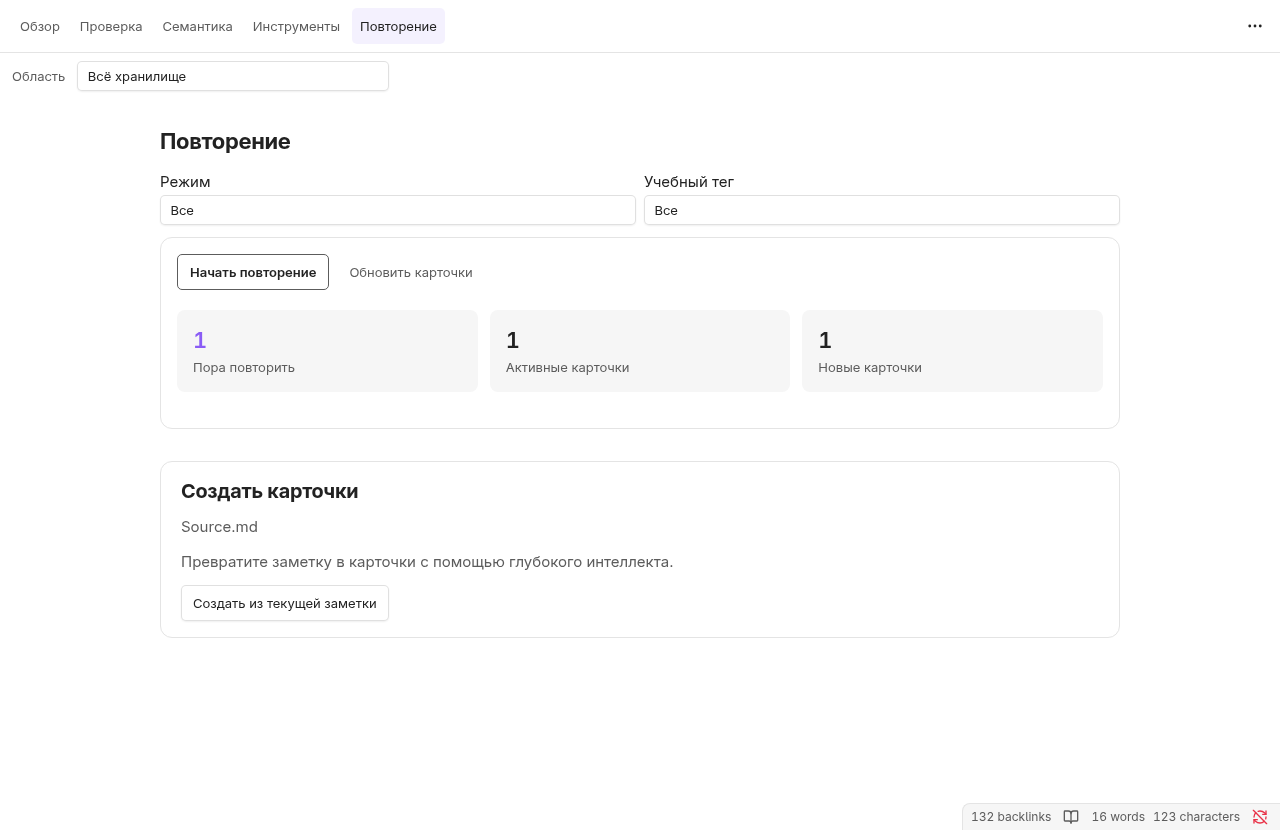 Обзор Проверка Семантика Инструменты Повторение
Область Всё хранилище
Повторение
Режим Учебный тег
Все Все
Начать повторение Обновить карточки
1 1 1
Пора повторить Активные карточки Новые карточки
Создать карточки
Source.md
Превратите заметку в карточки с помощью глубокого интеллекта.
Создать из текущей заметки
132 backlinks 16 words 123 characters